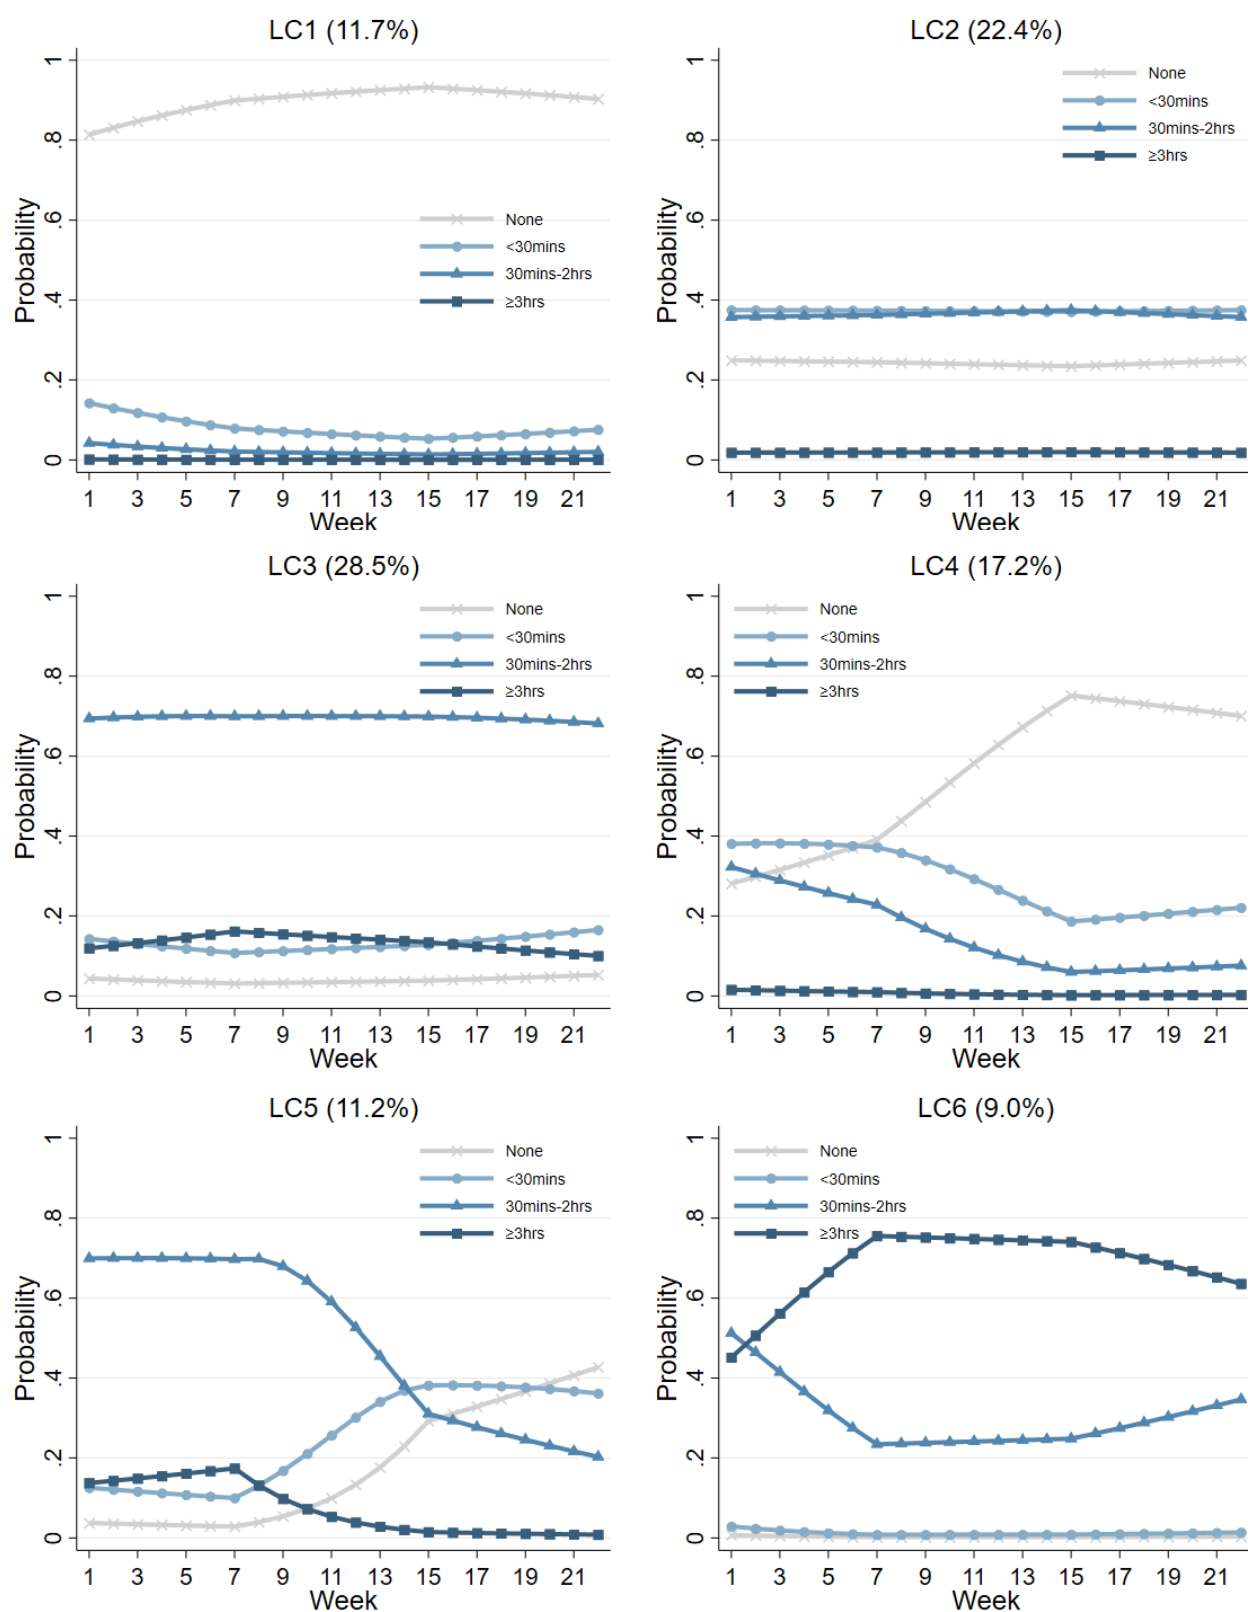 LC1 (11.7%)
Probability
1
.8
.6
.4
.2
0
None
<30mins
30mins-2hrs
≥3hrs
1 3 5 7 9 11 13 15 17 19 21
Week
LC2 (22.4%)
Probability
1
.8
.6
.4
.2
0
None
<30mins
30mins-2hrs
≥3hrs
1 3 5 7 9 11 13 15 17 19 21
Week
LC3 (28.5%)
Probability
1
.8
.6
.4
.2
0
None
<30mins
30mins-2hrs
≥3hrs
1 3 5 7 9 11 13 15 17 19 21
Week
LC4 (17.2%)
Probability
1
.8
.6
.4
.2
0
None
<30mins
30mins-2hrs
≥3hrs
1 3 5 7 9 11 13 15 17 19 21
Week
LC5 (11.2%)
Probability
1
.8
.6
.4
.2
0
None
<30mins
30mins-2hrs
≥3hrs
1 3 5 7 9 11 13 15 17 19 21
Week
LC6 (9.0%)
Probability
1
.8
.6
.4
.2
0
None
<30mins
30mins-2hrs
≥3hrs
1 3 5 7 9 11 13 15 17 19 21
Week